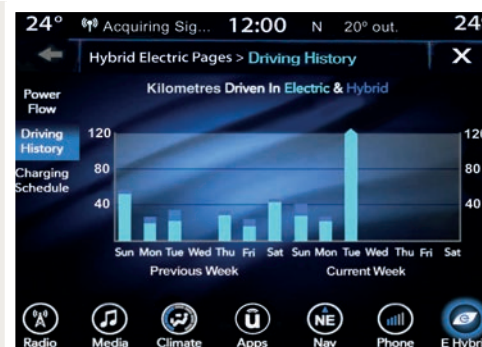 24° Acquiring Sig... 12:00 N 20° out. 24°
Hybrid Electric Pages > Driving History X
Kilometres Driven In Electric & Hybrid
Power
Flow
Driving
History
Charging
Schedule
120 120
80 80
40 40
Sun Mon Tue Wed Thu Fri Sat Sun Mon Tue Wed Thu Fri Sat
Previous Week Current Week
Radio Media Climate Apps Nav Phone E Hybri